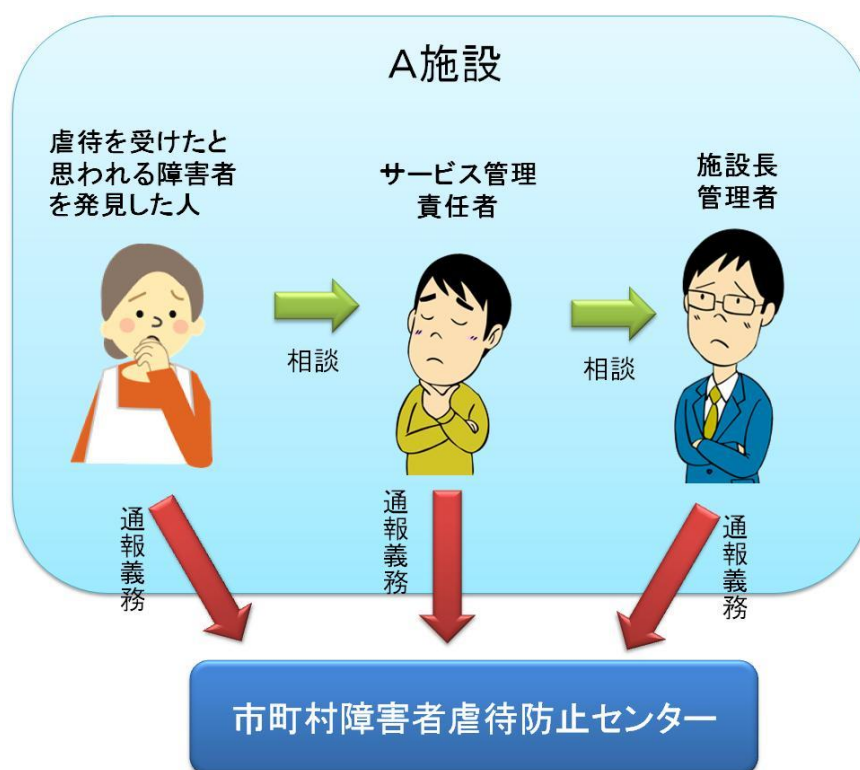 A施設
虐待を受けたと
思われる障害者
を発見した人
サービス管理
責任者
施設長
管理者
相談
相談
通報義務
通報義務
通報義務
市町村障害者虐待防止センター